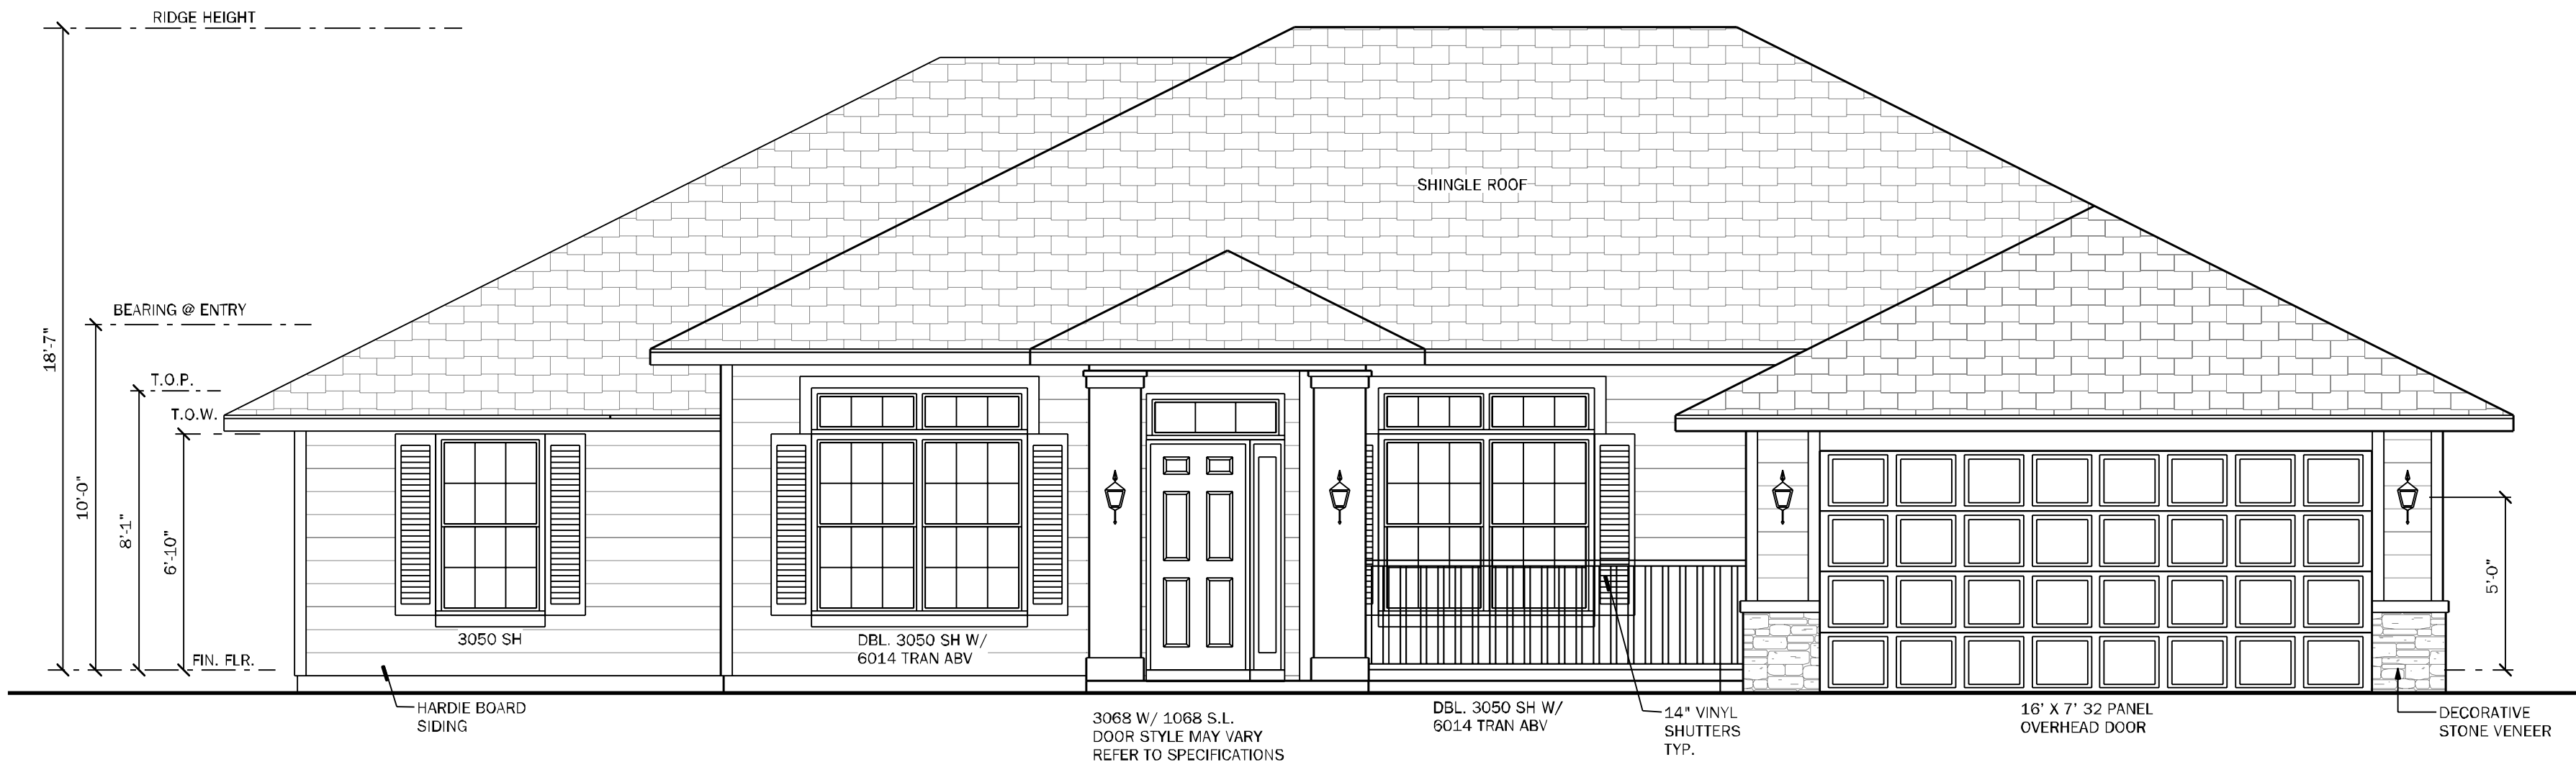 RIDGE HEIGHT
SHINGLE ROOF
BEARING @ ENTRY
18'-7"
T.O.P.
T.O.W.
10'-0"
8'-1"
6'-10"
5'-0"
3050 SH
DBL. 3050 SH W/
6014 TRAN ABV
FIN. FLR.
HARDIE BOARD
SIDING
3068 W/ 1068 S.L.
DOOR STYLE MAY VARY
REFER TO SPECIFICATIONS
DBL. 3050 SH W/
6014 TRAN ABV
14" VINYL
SHUTTERS
TYP.
16' X 7' 32 PANEL
OVERHEAD DOOR
DECORATIVE
STONE VENEER